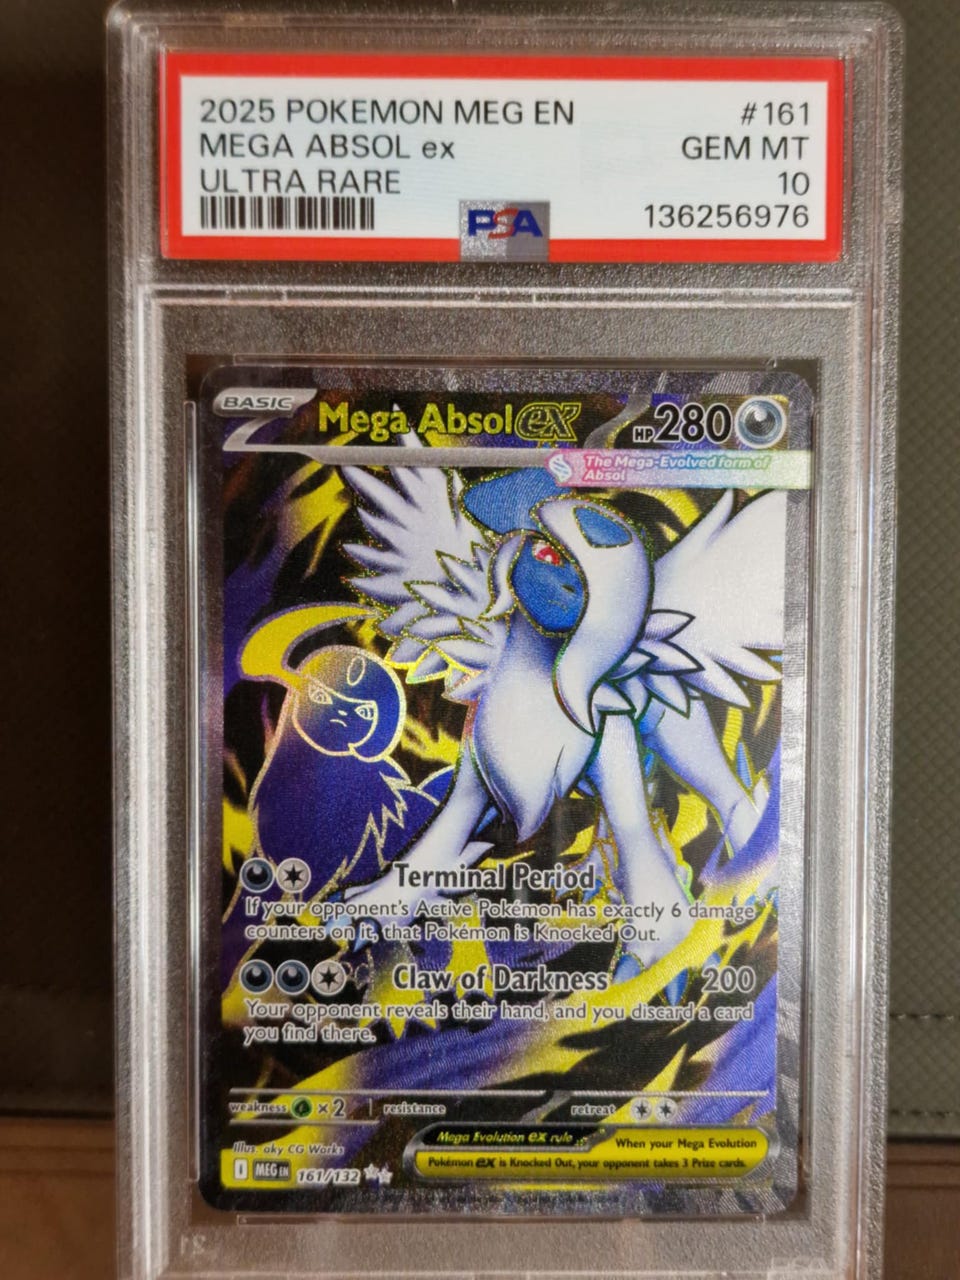 2025 POKEMON MEG EN #161
MEGA ABSOL ex GEM MT
ULTRA RARE 10
PSA 136256976
BASIC Mega Absol ex HP 280
The Mega-Evolved form of
Absol
Terminal Period
If your opponent's Active Pokémon has exactly 6 damage
counters on it, that Pokémon is Knocked Out.
Claw of Darkness 200
Your opponent reveals their hand, and you discard a card
you find there.
weakness ×2 resistance retreat
Illus. aky CG Works
Mega Evolution ex rule When your Mega Evolution
Pokémon ex is Knocked Out, your opponent takes 3 Prize cards.
I MEG EN 161/132